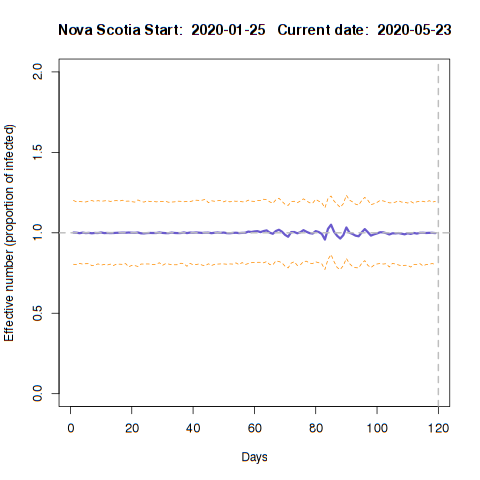 Nova Scotia Start: 2020-01-25 Current date: 2020-05-23
Effective number (proportion of infected)
2.0
1.5
1.0
0.5
0.0
0 20 40 60 80 100 120
Days